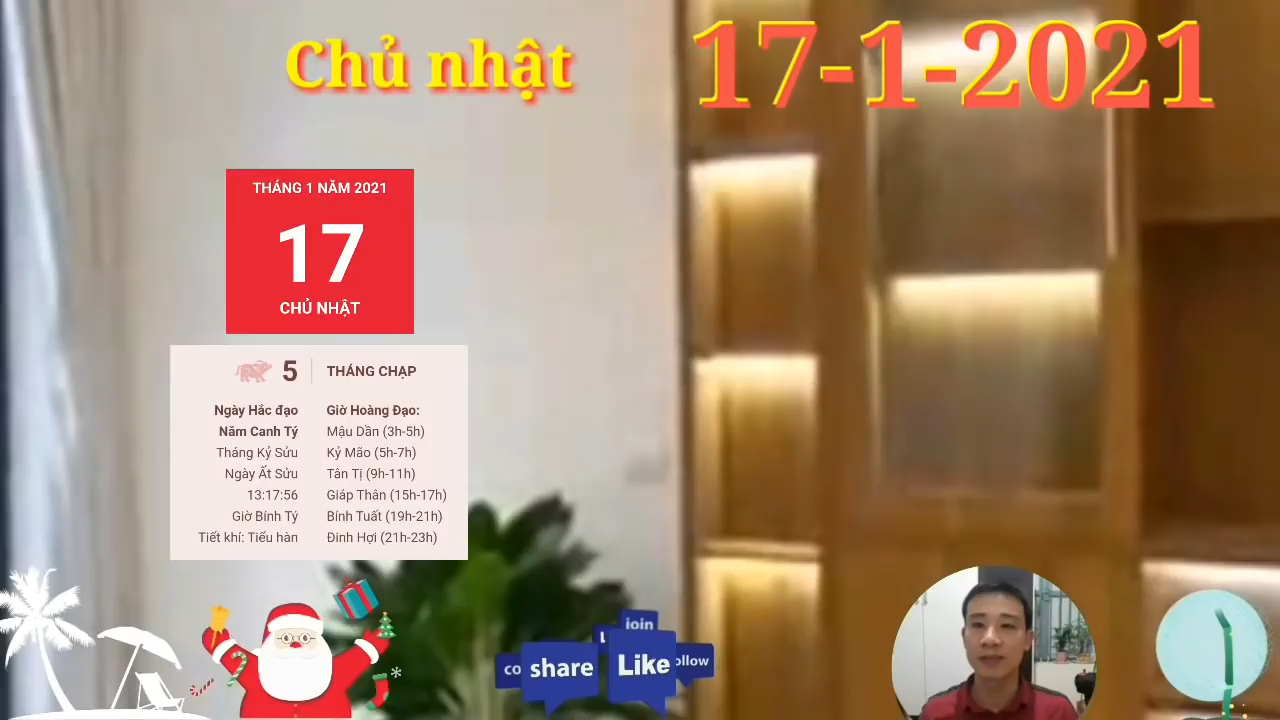 Chủ nhật
17-1-2021
THÁNG 1 NĂM 2021
17
CHỦ NHẬT
5
THÁNG CHẠP
Ngày Hắc đạo
Năm Canh Tý
Tháng Kỷ Sửu
Ngày Ất Sửu
13:17:56
Giờ Bính Tý
Tiết khí: Tiểu hàn
Giờ Hoàng Đạo:
Mậu Dần (3h-5h)
Kỷ Mão (5h-7h)
Tân Tị (9h-11h)
Giáp Thân (15h-17h)
Bính Tuất (19h-21h)
Đinh Hợi (21h-23h)
join
share
Like